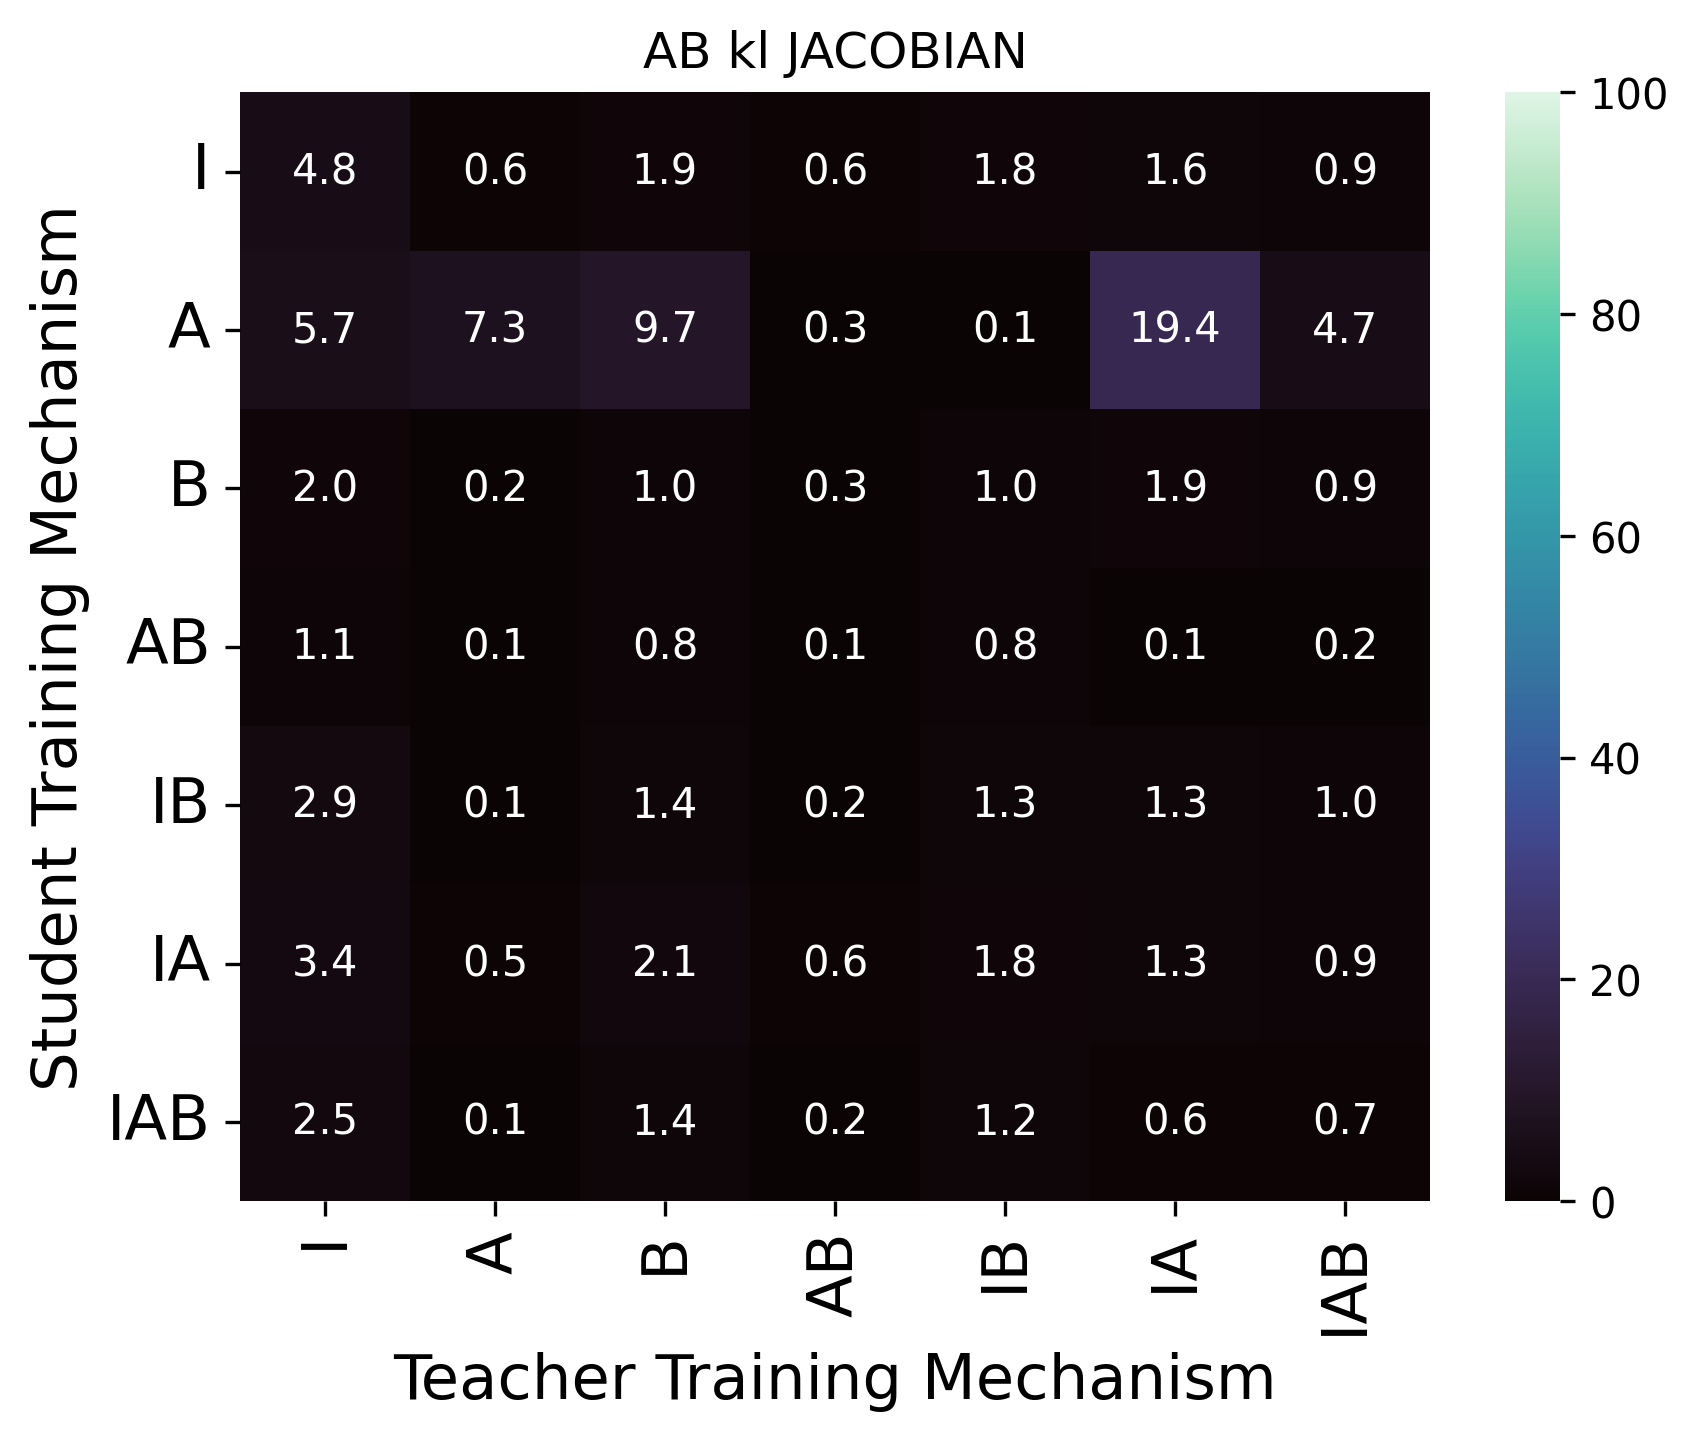 AB kl JACOBIAN
Student Training Mechanism
I 4.8 0.6 1.9 0.6 1.8 1.6 0.9
A 5.7 7.3 9.7 0.3 0.1 19.4 4.7
B 2.0 0.2 1.0 0.3 1.0 1.9 0.9
AB 1.1 0.1 0.8 0.1 0.8 0.1 0.2
IB 2.9 0.1 1.4 0.2 1.3 1.3 1.0
IA 3.4 0.5 2.1 0.6 1.8 1.3 0.9
IAB 2.5 0.1 1.4 0.2 1.2 0.6 0.7
I A B AB IB IA IAB
Teacher Training Mechanism
100
80
60
40
20
0